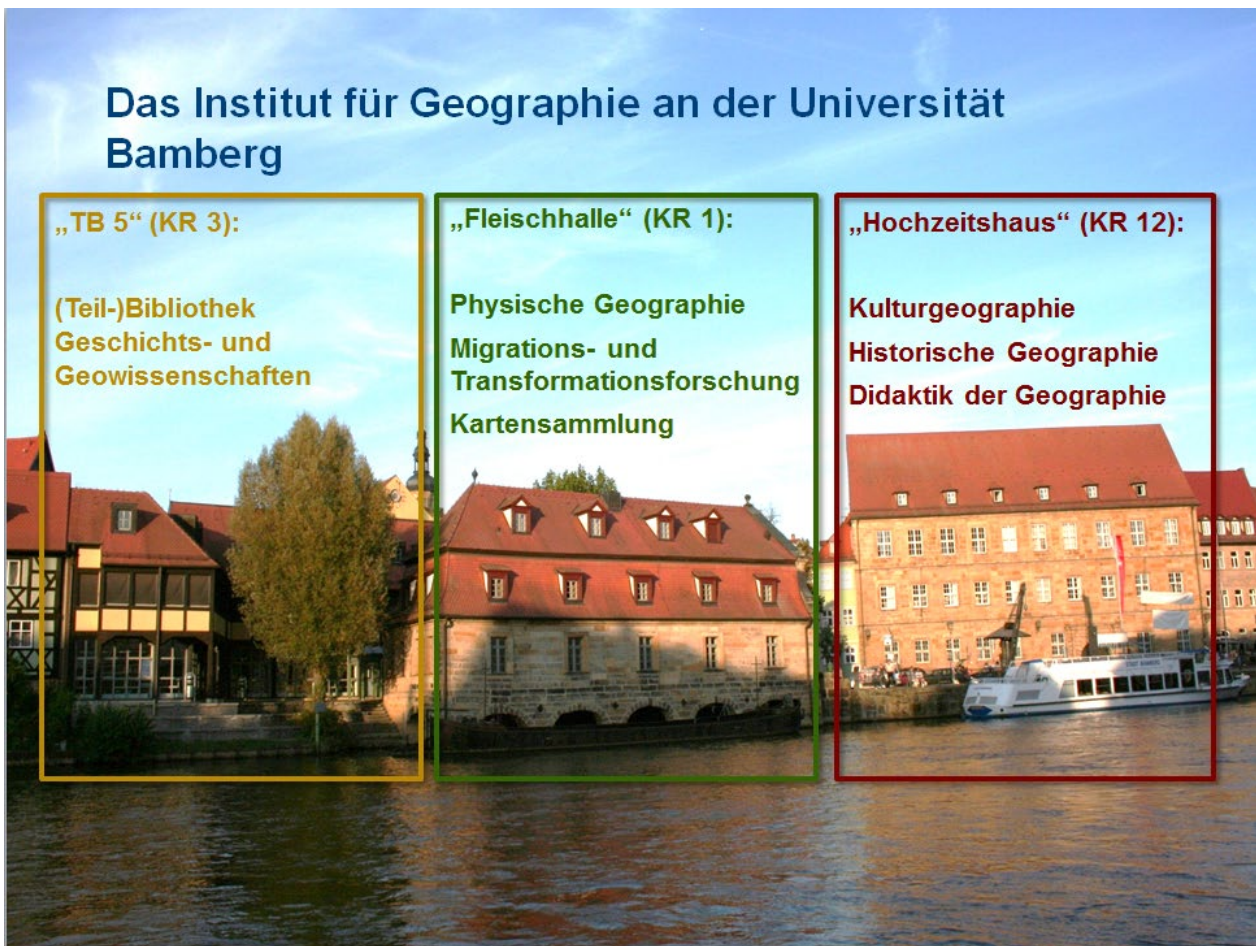 Das Institut für Geographie an der Universität
Bamberg
„TB 5“ (KR 3):
(Teil-)Bibliothek
Geschichts- und
Geowissenschaften
„Fleischhalle“ (KR 1):
Physische Geographie
Migrations- und
Transformationsforschung
Kartensammlung
„Hochzeitshaus“ (KR 12):
Kulturgeographie
Historische Geographie
Didaktik der Geographie